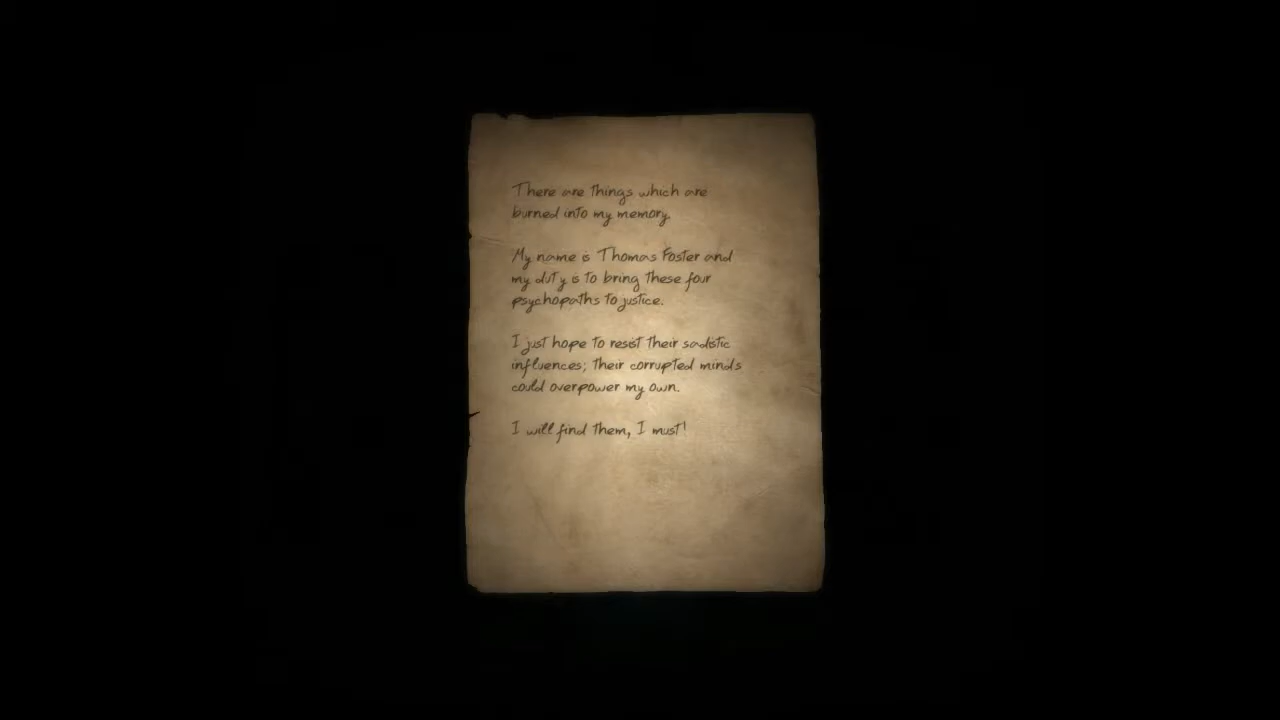 There are things which are
burned into my memory.
My name is Thomas Foster and
my duty is to bring these four
psychopaths to justice.
I just hope to resist their sadistic
influences; their corrupted minds
could overpower my own.
I will find them, I must!